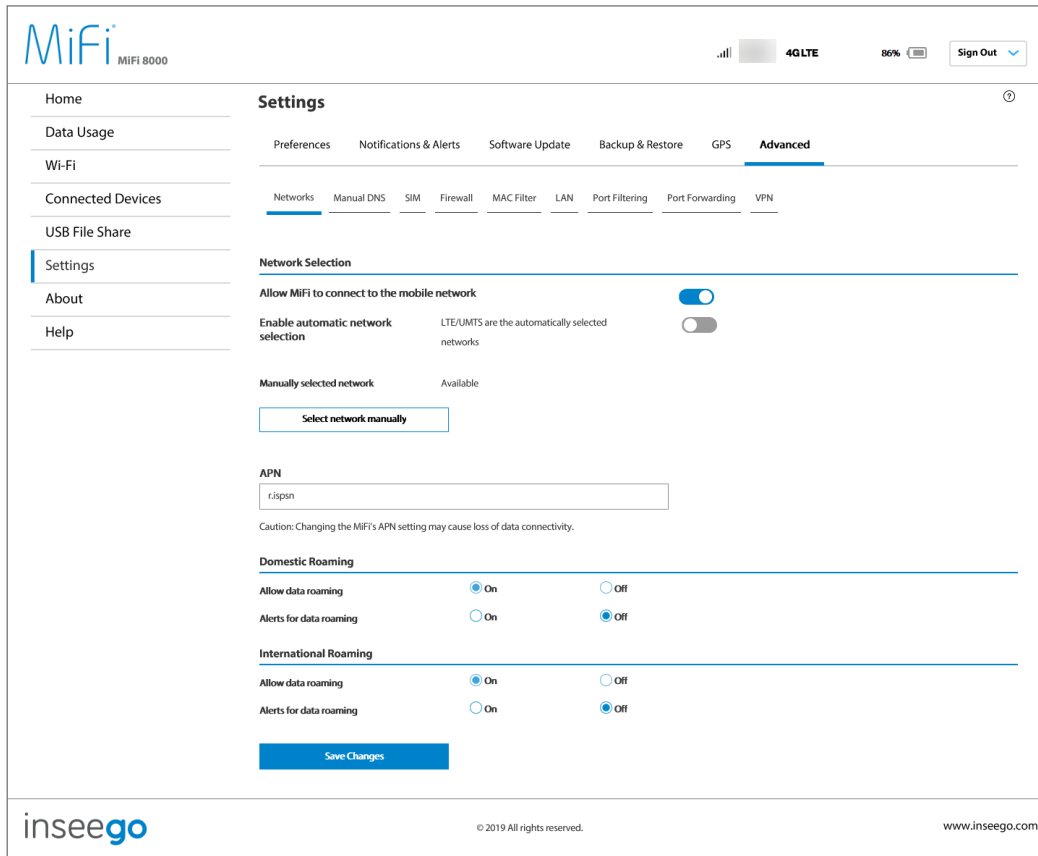 MiFi MiFi 8000
4G LTE 86% Sign Out
Home
Data Usage
Wi-Fi
Connected Devices
USB File Share
Settings
About
Help
Settings
Preferences Notifications & Alerts Software Update Backup & Restore GPS Advanced
Networks Manual DNS SIM Firewall MAC Filter LAN Port Filtering Port Forwarding VPN
Network Selection
Allow MiFi to connect to the mobile network
Enable automatic network
selection
LTE/UMTS are the automatically selected
networks
Manually selected network Available
Select network manually
APN
r.ispsn
Caution: Changing the MiFi's APN setting may cause loss of data connectivity.
Domestic Roaming
Allow data roaming On Off
Alerts for data roaming On Off
International Roaming
Allow data roaming On Off
Alerts for data roaming On Off
Save Changes
inseego © 2019 All rights reserved. www.inseego.com